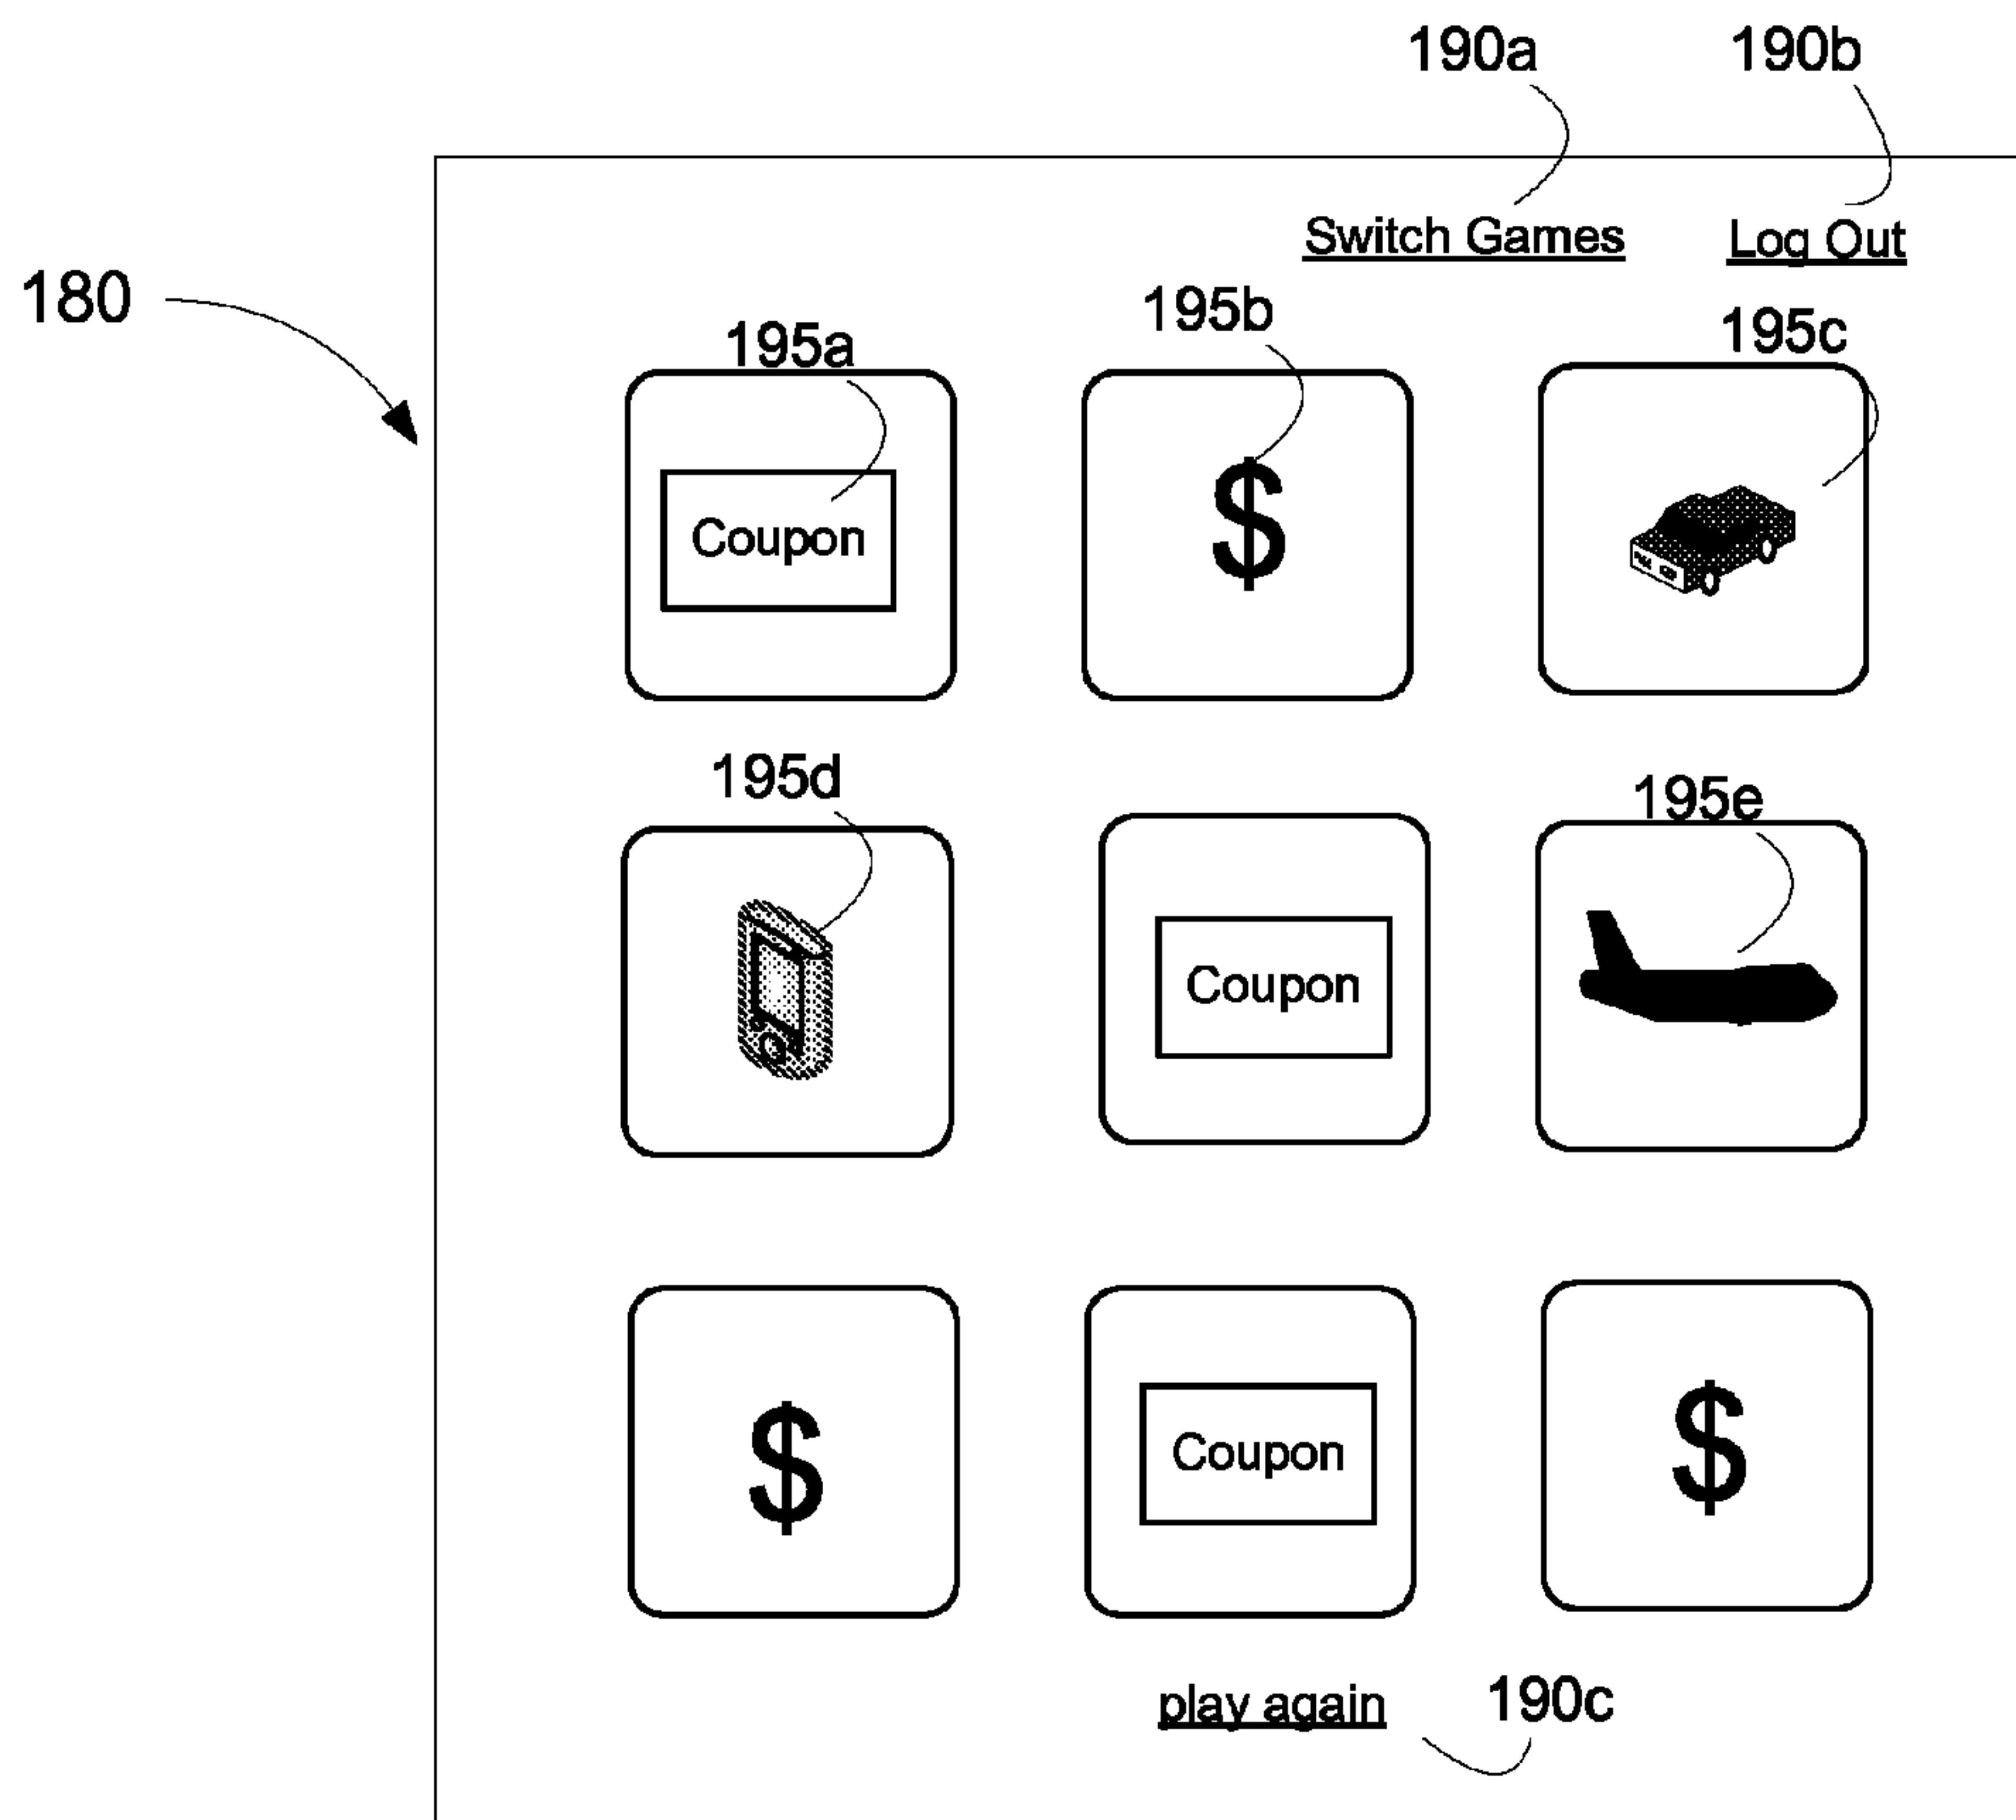 190a 190b
Switch Games Log Out
180
195a 195b 195c
Coupon $
195d 195e
Coupon
$ Coupon $
play again 190c